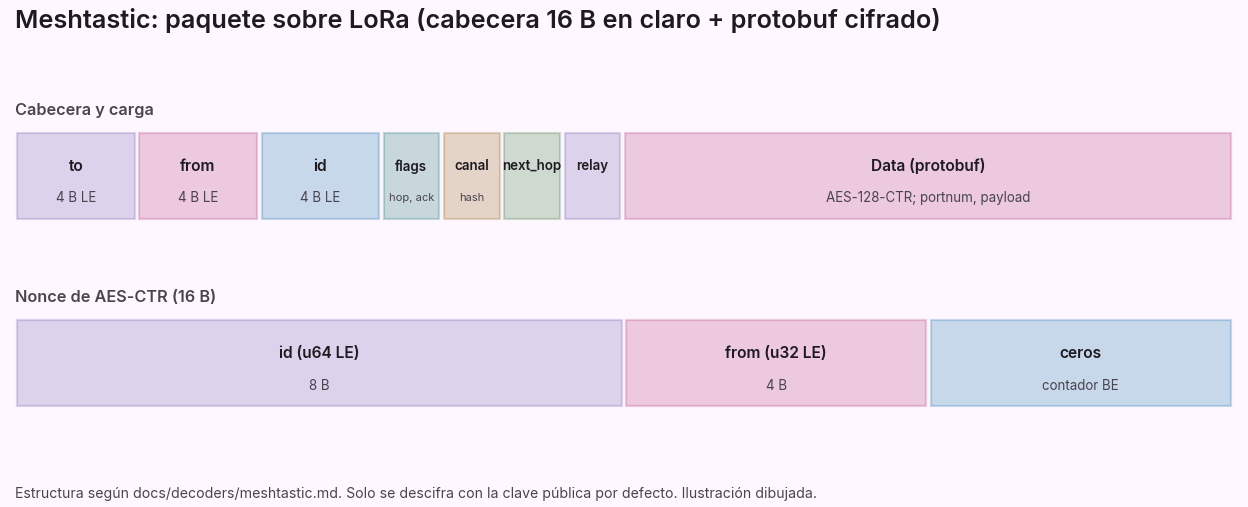 Meshtastic: paquete sobre LoRa (cabecera 16 B en claro + protobuf cifrado)
Cabecera y carga
to from id flags canal next_hop relay Data (protobuf)
4 B LE 4 B LE 4 B LE hop, ack hash AES-128-CTR; portnum, payload
Nonce de AES-CTR (16 B)
id (u64 LE) from (u32 LE) ceros
8 B 4 B contador BE
Estructura según docs/decoders/meshtastic.md. Solo se descifra con la clave pública por defecto. Ilustración dibujada.